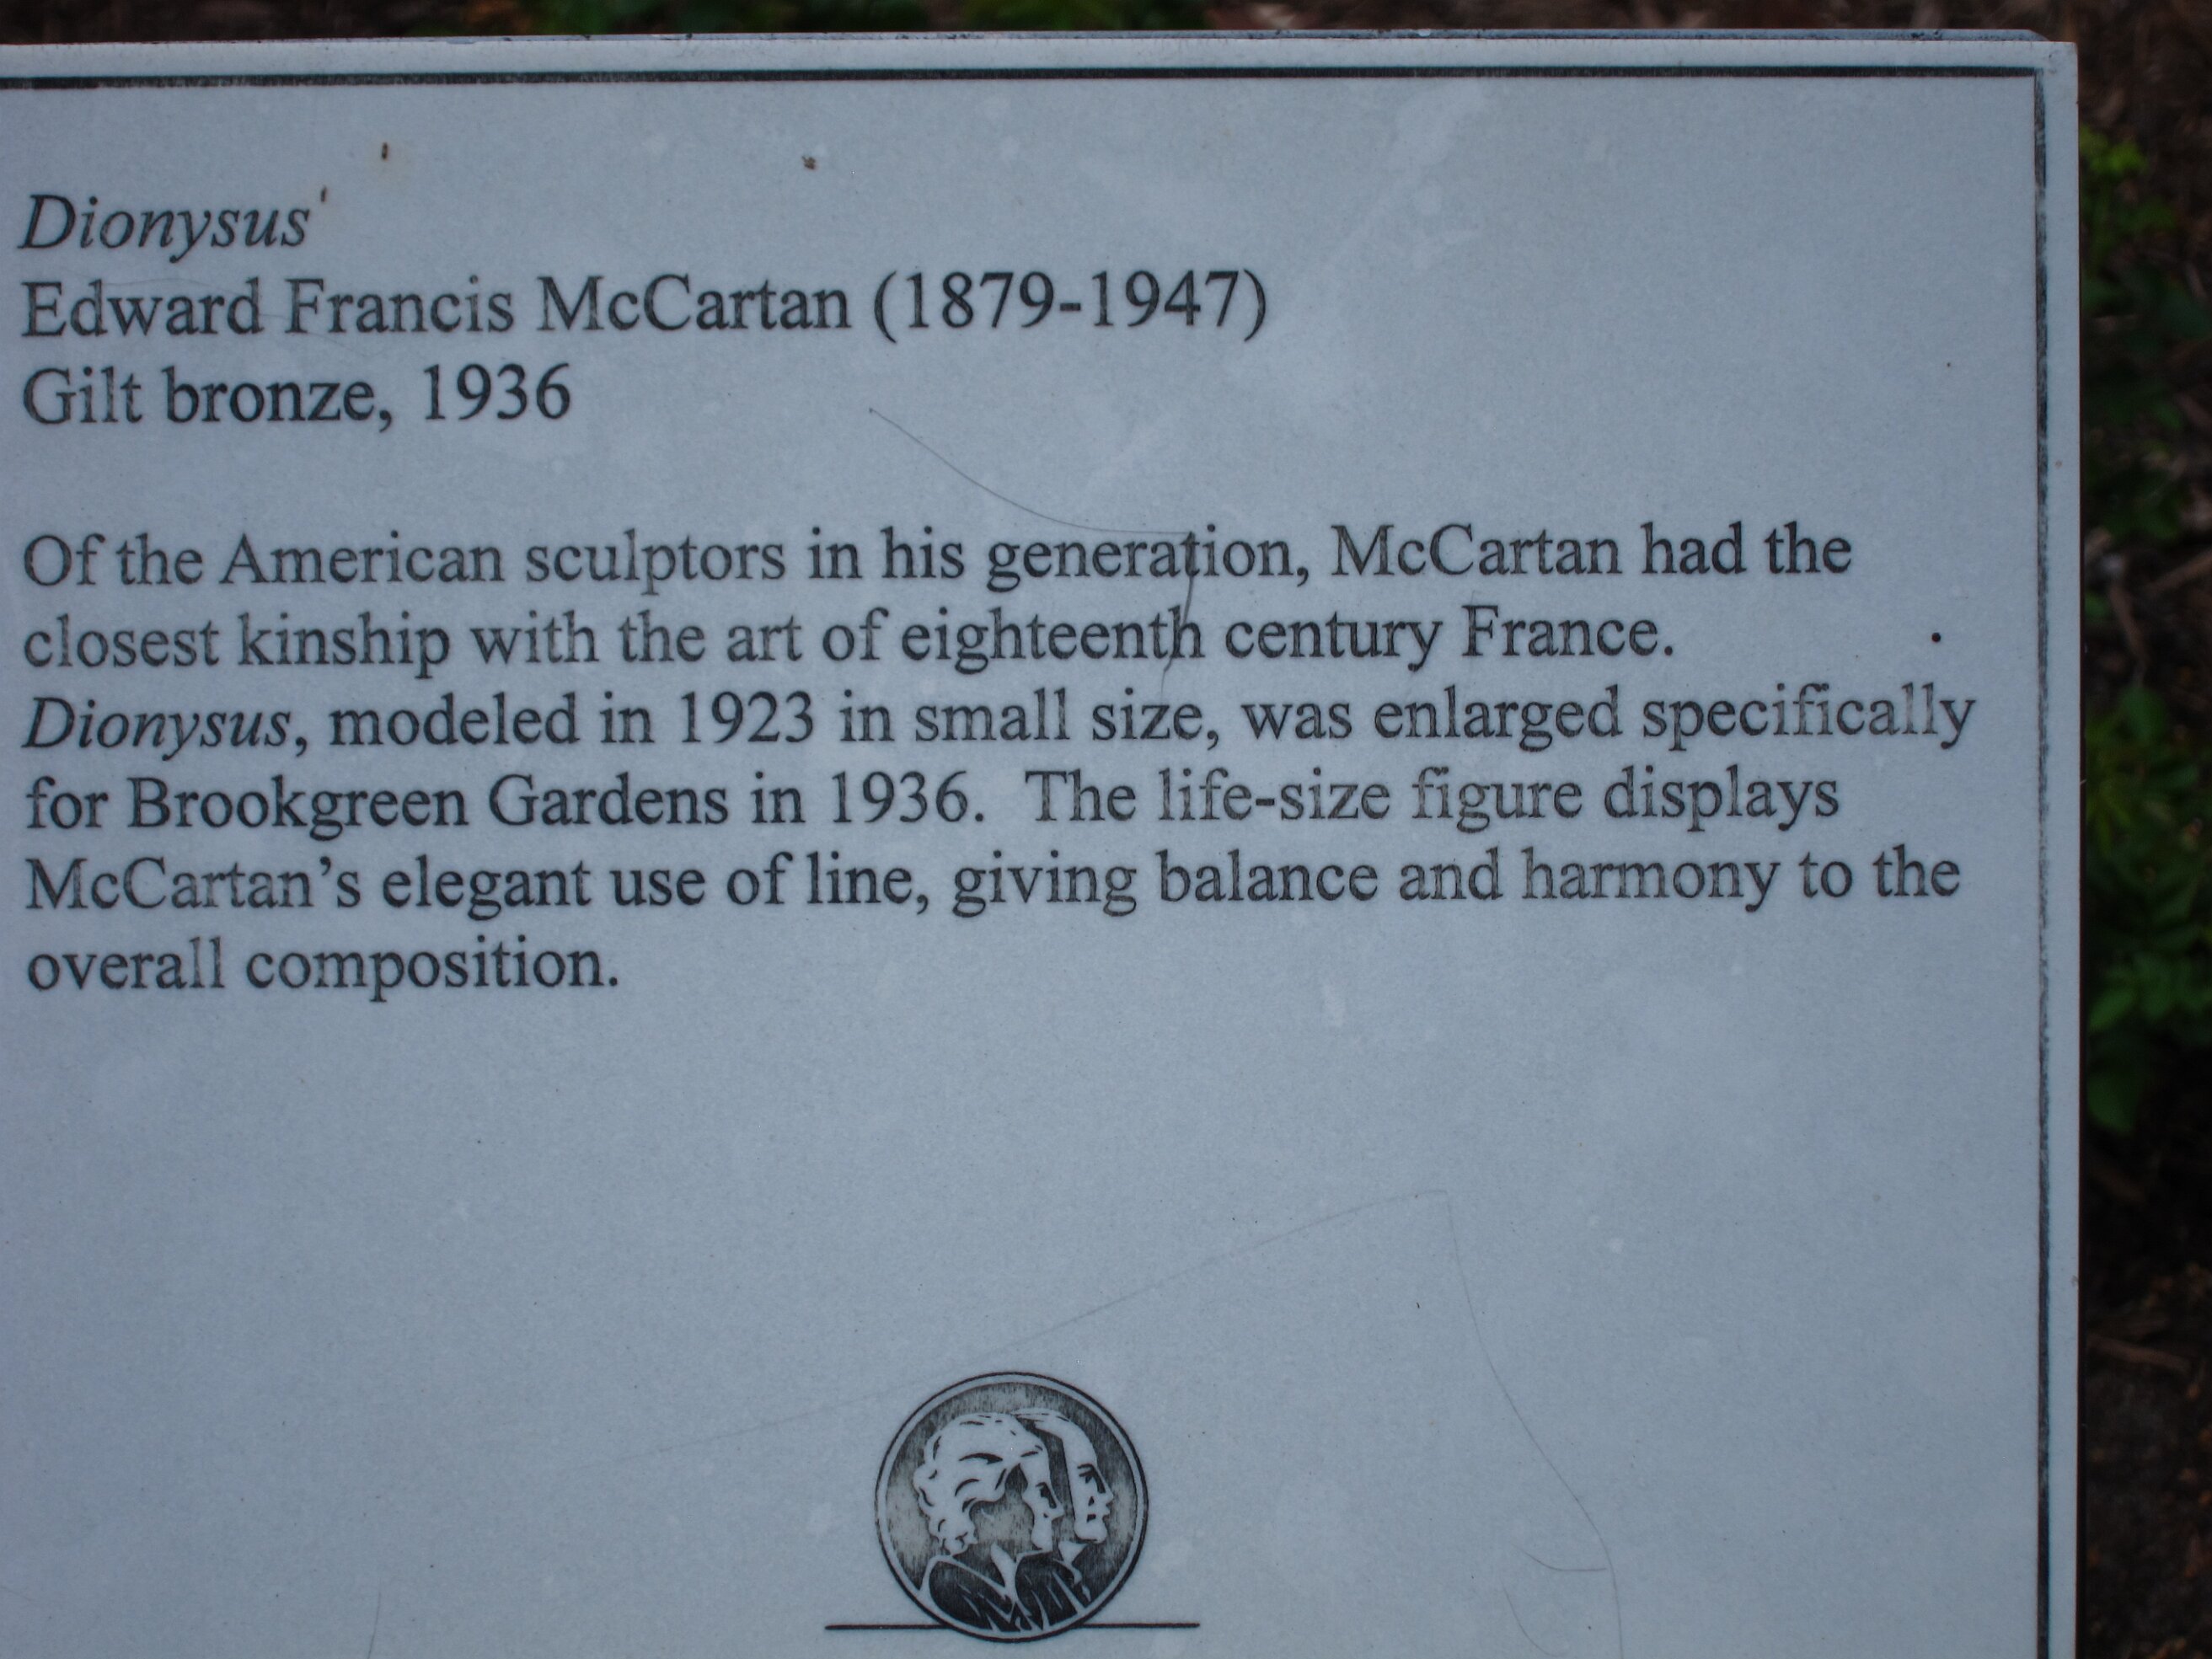 Dionysus
Edward Francis McCartan (1879-1947)
Gilt bronze, 1936
Of the American sculptors in his generation, McCartan had the
closest kinship with the art of eighteenth century France.
Dionysus, modeled in 1923 in small size, was enlarged specifically
for Brookgreen Gardens in 1936. The life-size figure displays
McCartan’s elegant use of line, giving balance and harmony to the
overall composition.